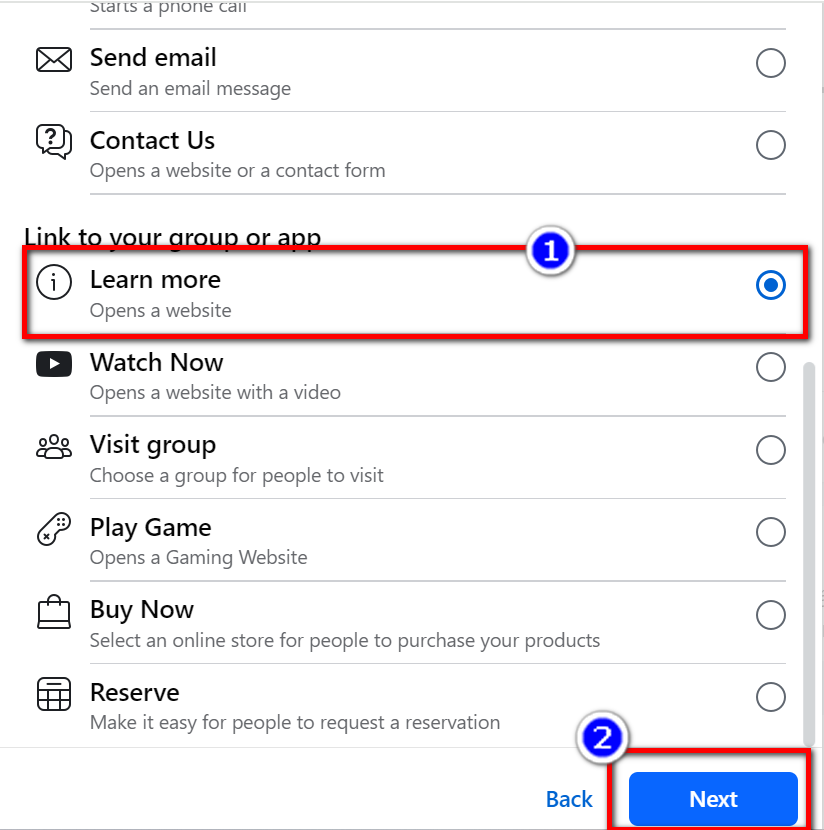 Starts a phone call
Send email
Send an email message
Contact Us
Opens a website or a contact form
Link to your group or app
1
Learn more
Opens a website
Watch Now
Opens a website with a video
Visit group
Choose a group for people to visit
Play Game
Opens a Gaming Website
Buy Now
Select an online store for people to purchase your products
Reserve
Make it easy for people to request a reservation
2
Back
Next